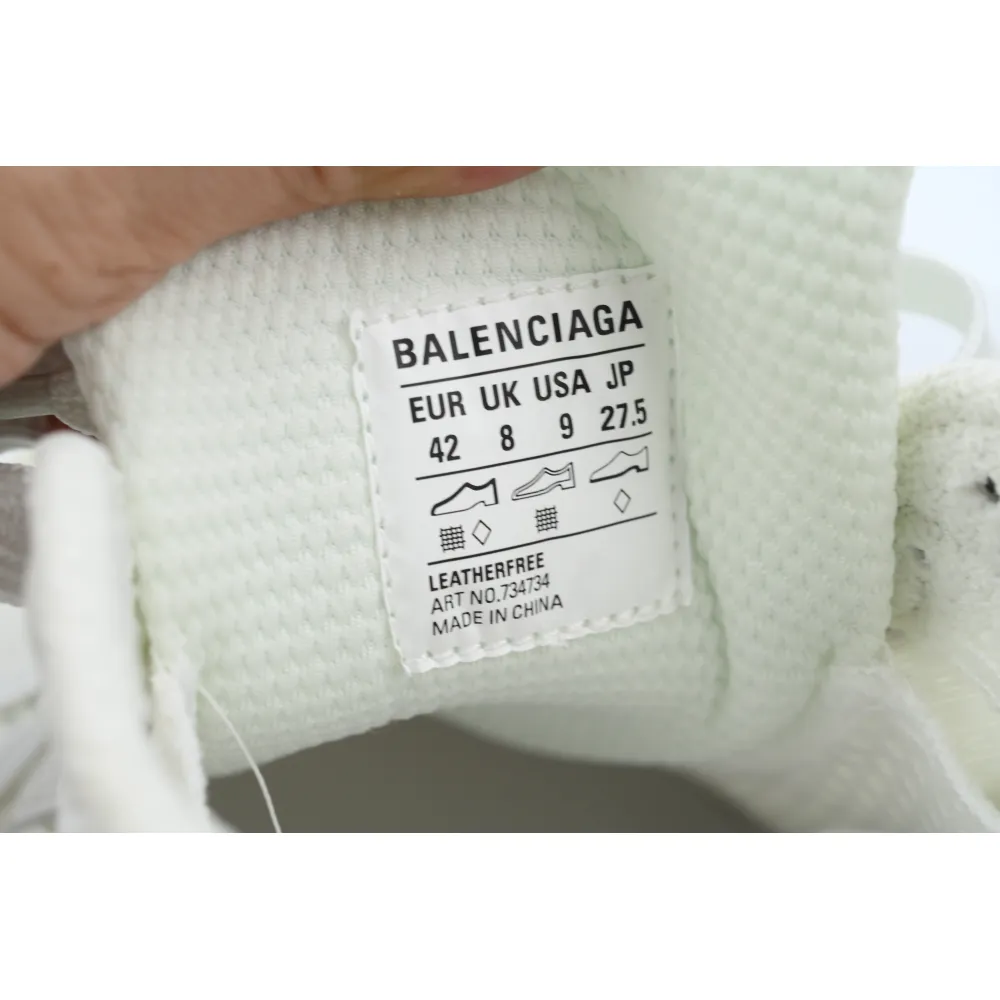 BALENCIAGA
EUR UK USA JP
42 8 9 27.5
LEATHERFREE
ART NO.734734
MADE IN CHINA